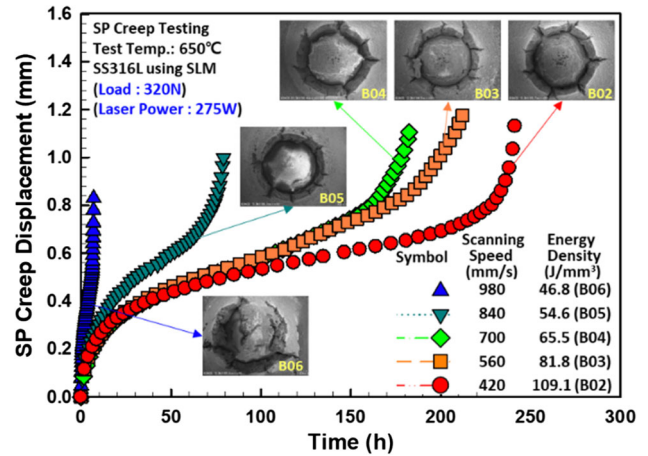 SP Creep Testing
Test Temp.: 650℃
SS316L using SLM
(Load : 320N)
(Laser Power : 275W)
B04
B03
B02
B05
B06
SP Creep Displacement (mm)
1.6
1.4
1.2
1.0
0.8
0.6
0.4
0.2
0.0
Symbol
Scanning
Speed
(mm/s)
Energy
Density
(J/mm³)
980 46.8 (B06)
840 54.6 (B05)
700 65.5 (B04)
560 81.8 (B03)
420 109.1 (B02)
0 50 100 150 200 250 300
Time (h)